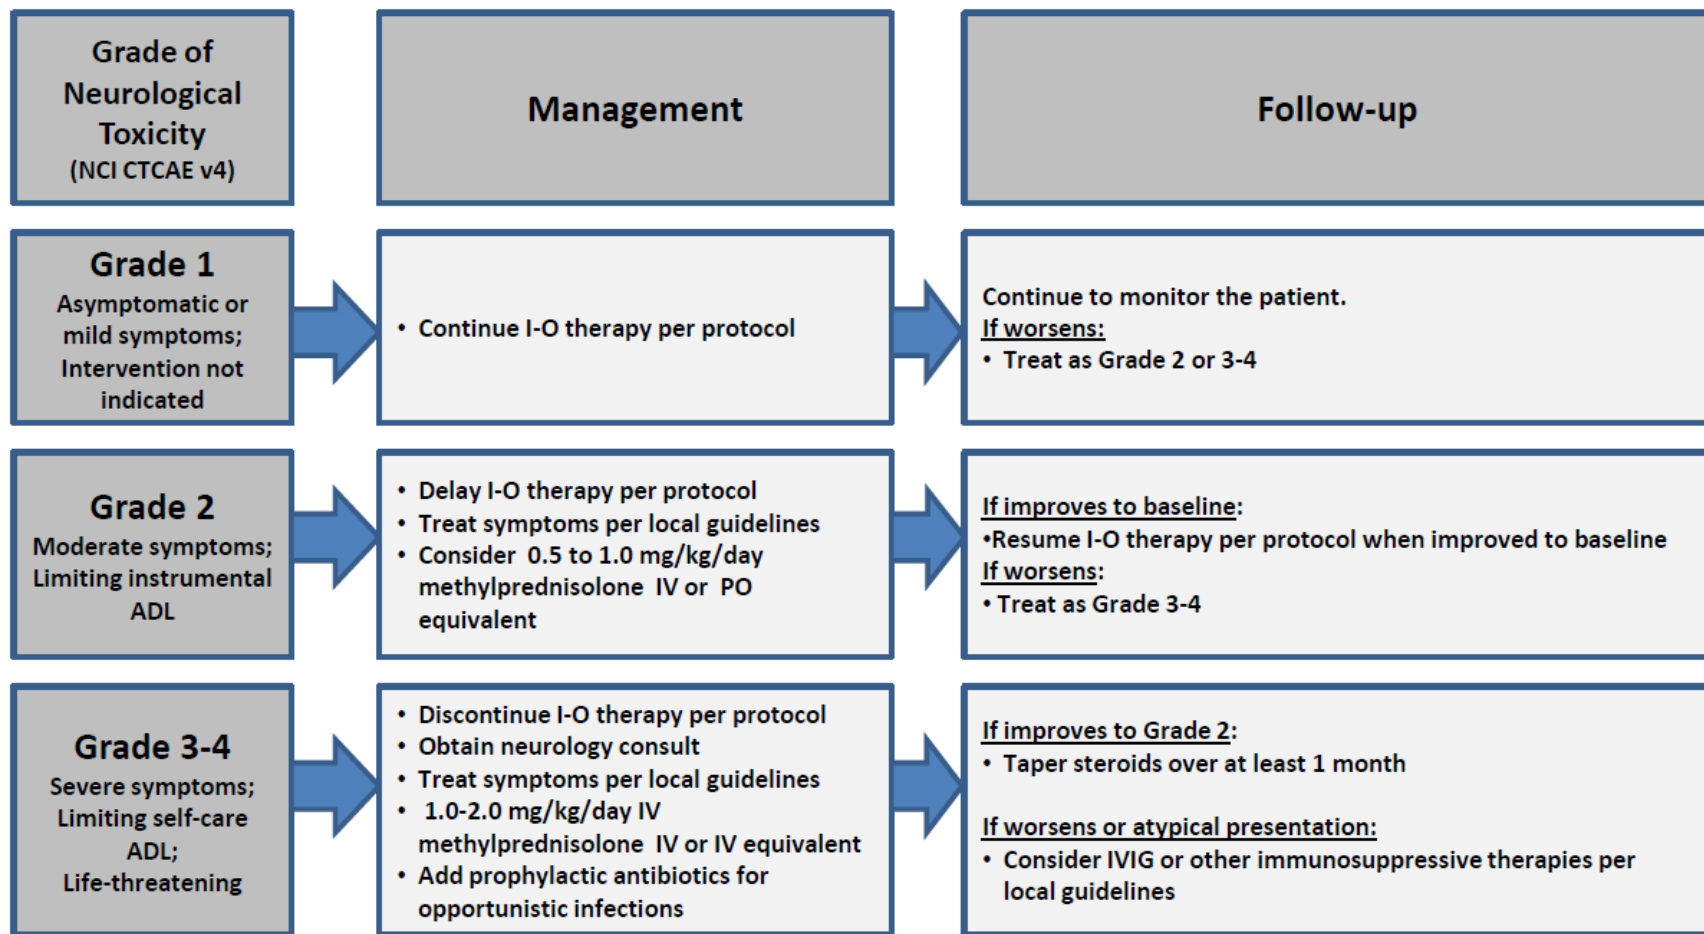 Grade of
Neurological
Toxicity
(NCI CTCAE v4)
Management
Follow-up
Grade 1
Asymptomatic or
mild symptoms;
Intervention not
indicated
• Continue I-O therapy per protocol
Continue to monitor the patient.
If worsens:
• Treat as Grade 2 or 3-4
Grade 2
Moderate symptoms;
Limiting instrumental
ADL
• Delay I-O therapy per protocol
• Treat symptoms per local guidelines
• Consider 0.5 to 1.0 mg/kg/day
methylprednisolone IV or PO
equivalent
If improves to baseline:
•Resume I-O therapy per protocol when improved to baseline
If worsens:
• Treat as Grade 3-4
Grade 3-4
Severe symptoms;
Limiting self-care
ADL;
Life-threatening
• Discontinue I-O therapy per protocol
• Obtain neurology consult
• Treat symptoms per local guidelines
• 1.0-2.0 mg/kg/day IV
methylprednisolone IV or IV equivalent
• Add prophylactic antibiotics for
opportunistic infections
If improves to Grade 2:
• Taper steroids over at least 1 month
If worsens or atypical presentation:
• Consider IVIG or other immunosuppressive therapies per
local guidelines